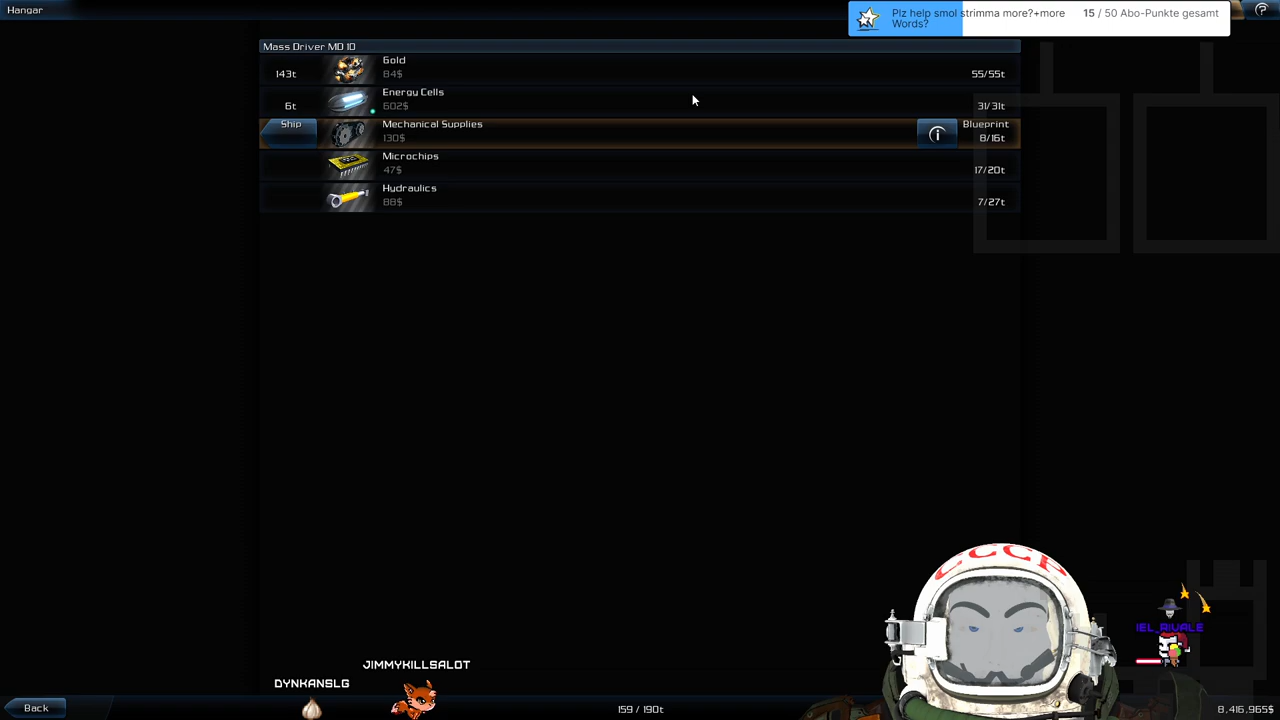 Hangar
Plz help smol strimma more?+more 15 / 50 Abo-Punkte gesamt
Words?
Mass Driver MD 10
Gold
143t 84$ 55/55t
Energy Cells
6t 602$ 31/31t
Ship Mechanical Supplies Blueprint
130$ 8/16t
Microchips
47$ 17/20t
Hydraulics
88$ 7/27t
CCCP
IEL_RIVALE
JIMMYKILLSALOT
DYNKANSLG
Back 159 / 190t 8,416,965$